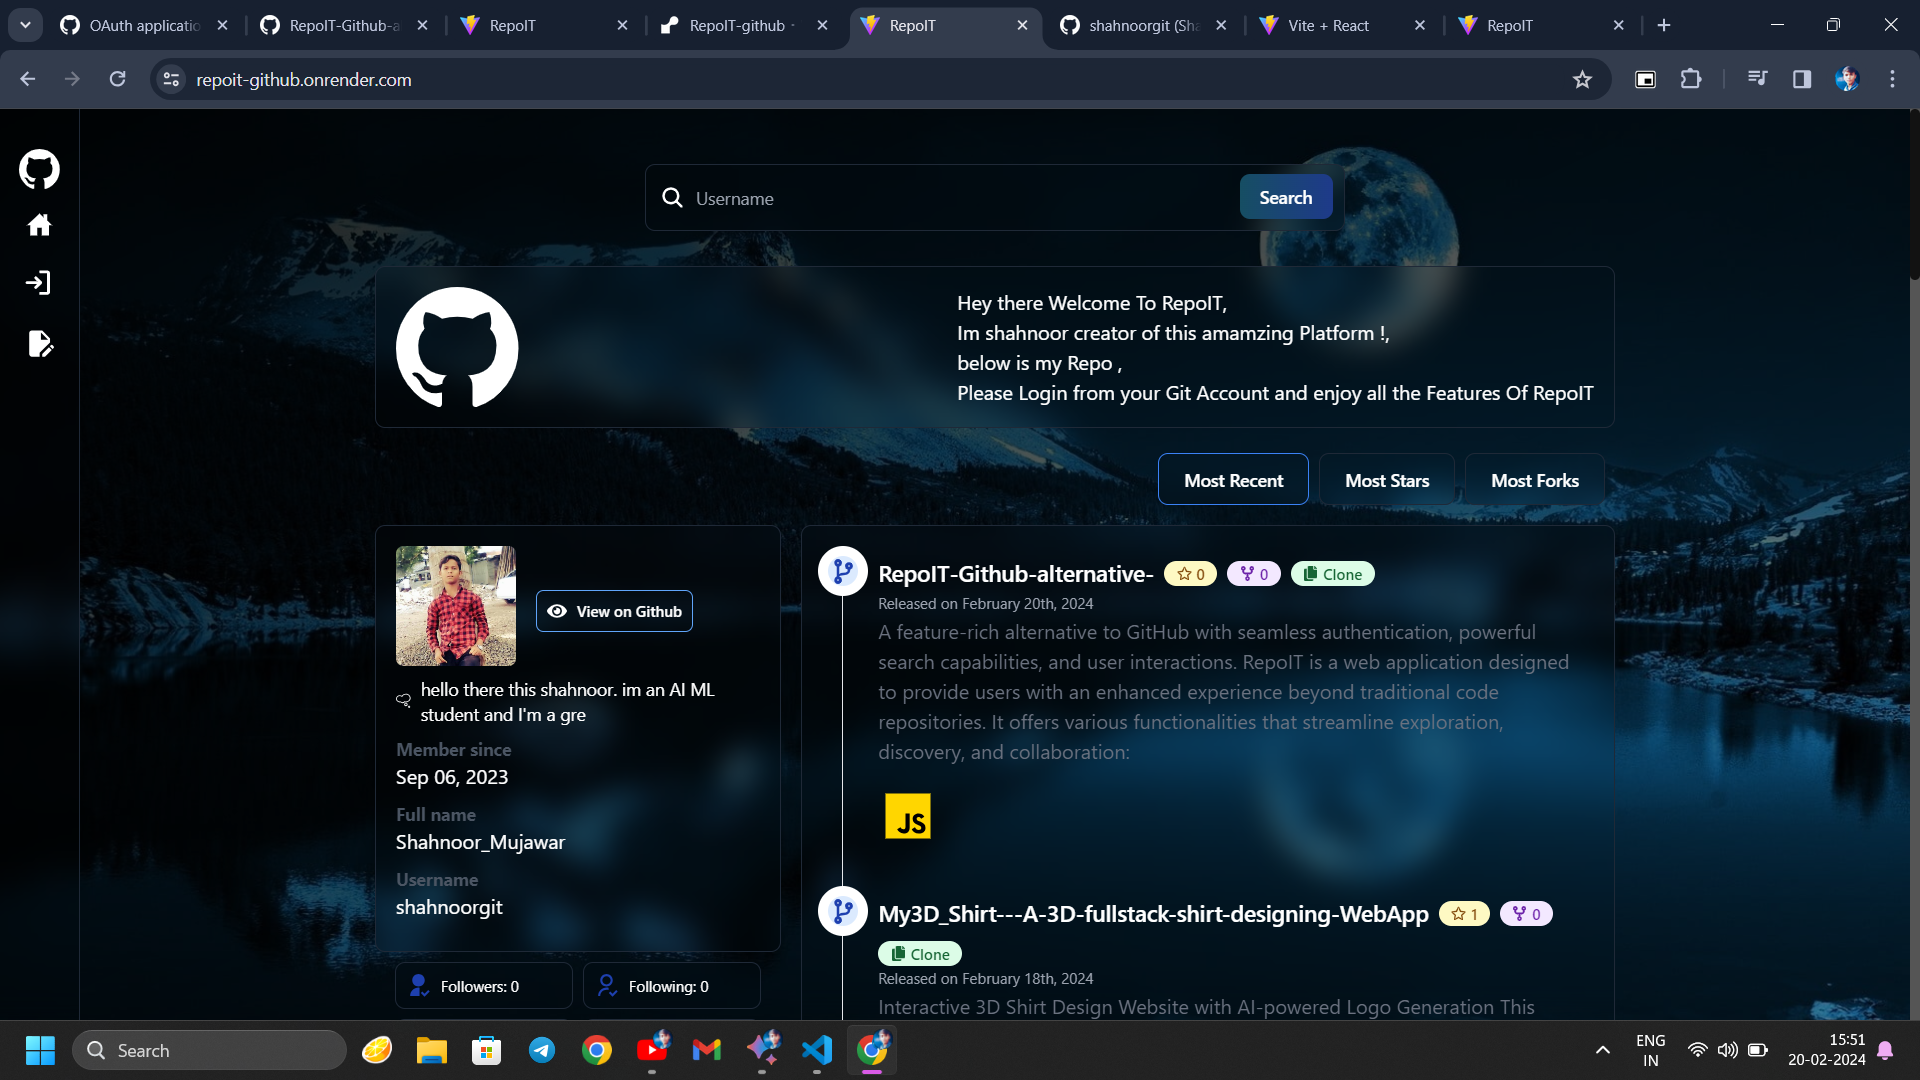 OAuth applicatio
RepoIT-Github-a
RepoIT
RepoIT-github
RepoIT
shahnoorgit (Sha
Vite + React
RepoIT
repoit-github.onrender.com
Username
Search
Hey there Welcome To RepoIT,
Im shahnoor creator of this amamzing Platform !,
below is my Repo ,
Please Login from your Git Account and enjoy all the Features Of RepoIT
Most Recent
Most Stars
Most Forks
View on Github
hello there this shahnoor. im an AI ML
student and I'm a gre
Member since
Sep 06, 2023
Full name
Shahnoor_Mujawar
Username
shahnoorgit
Followers: 0
Following: 0
RepoIT-Github-alternative- 0 0 Clone
Released on February 20th, 2024
A feature-rich alternative to GitHub with seamless authentication, powerful
search capabilities, and user interactions. RepoIT is a web application designed
to provide users with an enhanced experience beyond traditional code
repositories. It offers various functionalities that streamline exploration,
discovery, and collaboration:
JS
My3D_Shirt---A-3D-fullstack-shirt-designing-WebApp 1 0
Clone
Released on February 18th, 2024
Interactive 3D Shirt Design Website with AI-powered Logo Generation This
Search
ENG
IN
15:51
20-02-2024